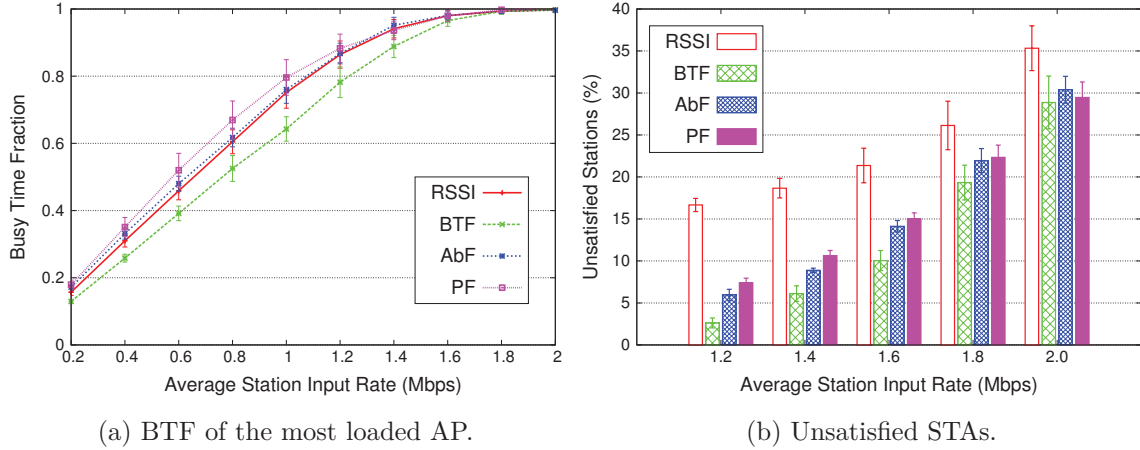 Busy Time Fraction
1
0.8
0.6
0.4
0.2
0
0.2 0.4 0.6 0.8 1 1.2 1.4 1.6 1.8 2
Average Station Input Rate (Mbps)
RSSI
BTF
AbF
PF
(a) BTF of the most loaded AP.
Unsatisfied Stations (%)
40
35
30
25
20
15
10
5
0
1.2 1.4 1.6 1.8 2.0
Average Station Input Rate (Mbps)
RSSI
BTF
AbF
PF
(b) Unsatisfied STAs.